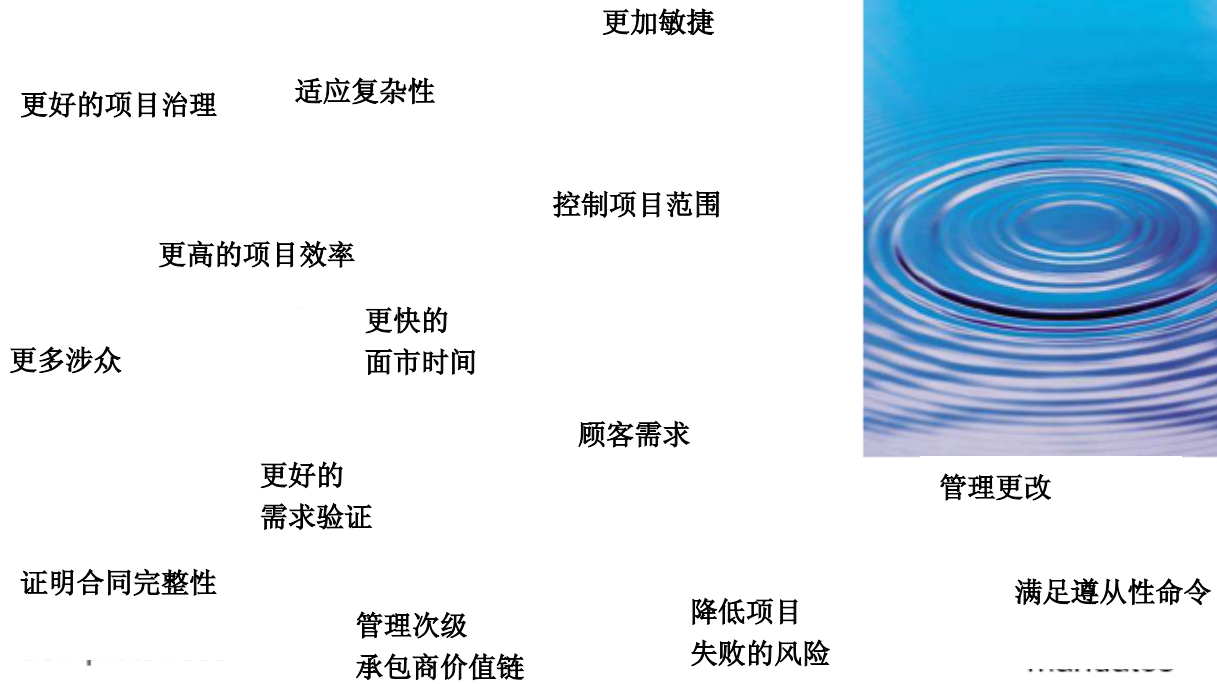 更加敏捷
适应复杂性
更好的项目治理
控制项目范围
更高的项目效率
更快的
面市时间
更多涉众
顾客需求
更好的
需求验证
管理更改
证明合同完整性
满足遵从性命令
管理次级
承包商价值链
降低项目
失败的风险